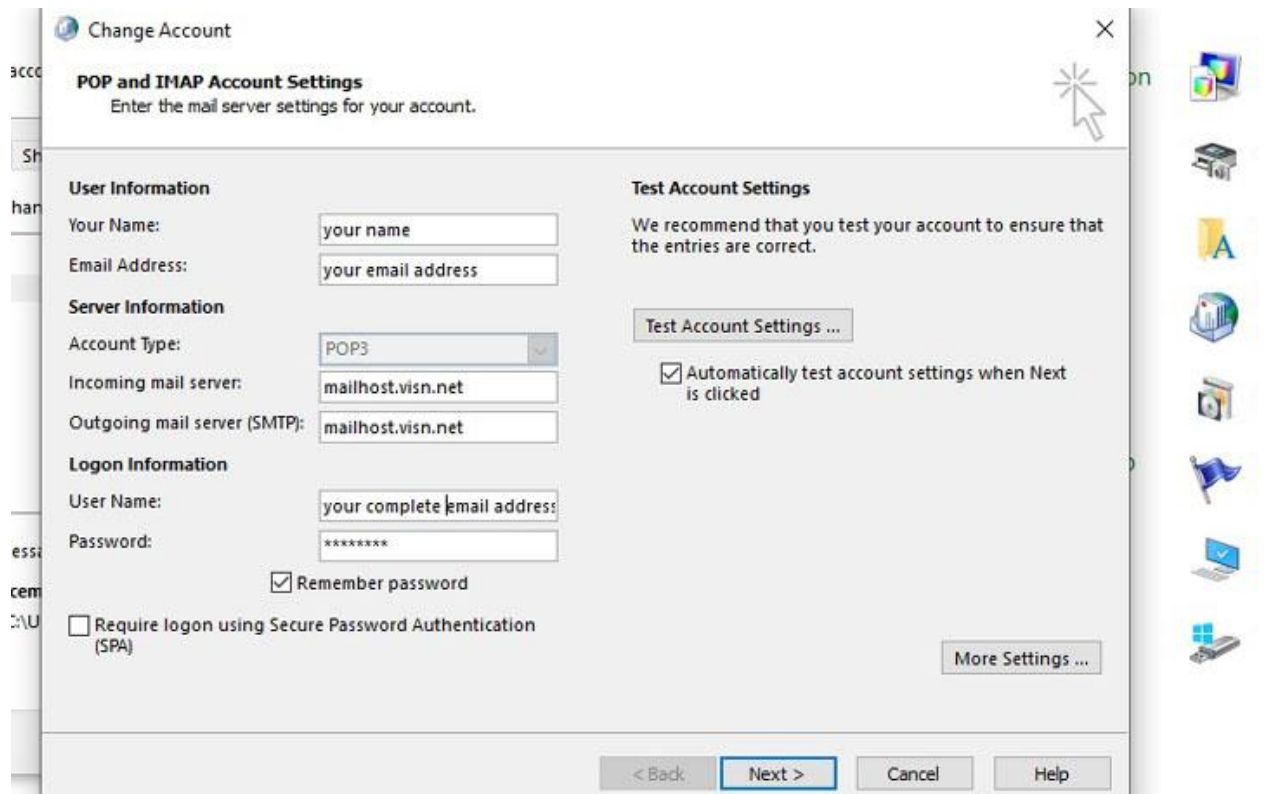 Change Account
POP and IMAP Account Settings
Enter the mail server settings for your account.
User Information
Your Name:
your name
Email Address:
your email address
Server Information
Account Type:
POP3
Incoming mail server:
mailhost.visn.net
Outgoing mail server (SMTP):
mailhost.visn.net
Logon Information
User Name:
your complete email address
Password:
********
Remember password
Require logon using Secure Password Authentication
(SPA)
Test Account Settings
We recommend that you test your account to ensure that
the entries are correct.
Test Account Settings ...
Automatically test account settings when Next
is clicked
More Settings ...
< Back
Next >
Cancel
Help